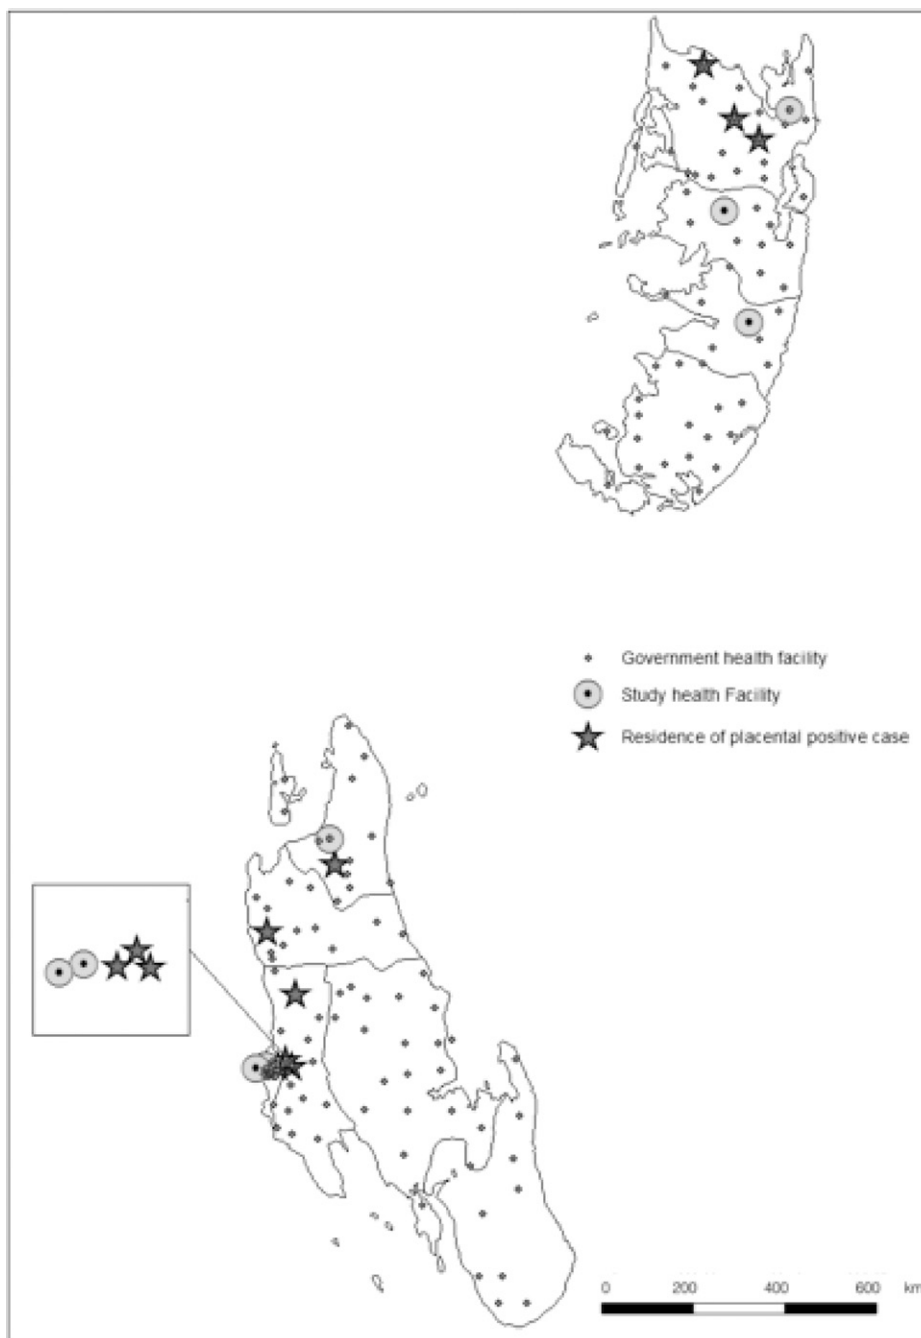 Government health facility
Study health Facility
Residence of placental positive case
0 200 400 600 km